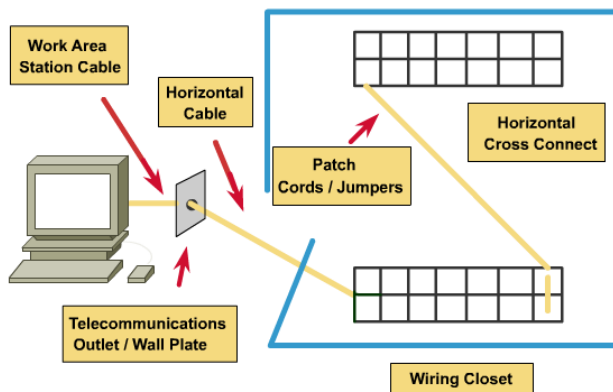 Work Area
Station Cable
Horizontal
Cable
Patch
Cords / Jumpers
Horizontal
Cross Connect
Telecommunications
Outlet / Wall Plate
Wiring Closet